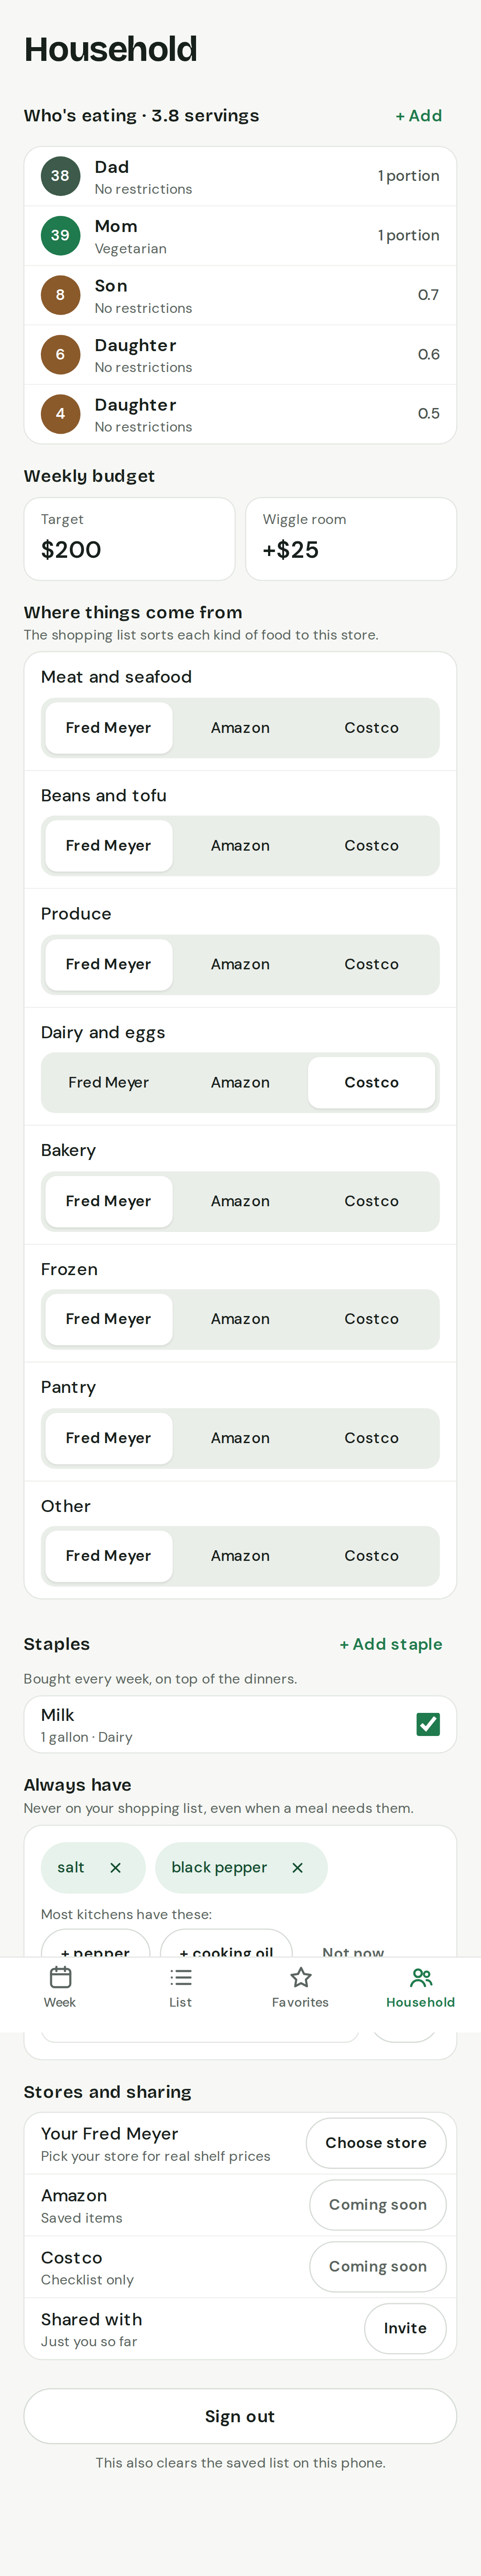 Household
Who's eating · 3.8 servings
+ Add
38
Dad
No restrictions
1 portion
39
Mom
Vegetarian
1 portion
8
Son
No restrictions
0.7
6
Daughter
No restrictions
0.6
4
Daughter
No restrictions
0.5
Weekly budget
Target
$200
Wiggle room
+$25
Where things come from
The shopping list sorts each kind of food to this store.
Meat and seafood
Fred Meyer Amazon Costco
Beans and tofu
Fred Meyer Amazon Costco
Produce
Fred Meyer Amazon Costco
Dairy and eggs
Fred Meyer Amazon Costco
Bakery
Fred Meyer Amazon Costco
Frozen
Fred Meyer Amazon Costco
Pantry
Fred Meyer Amazon Costco
Other
Fred Meyer Amazon Costco
Staples
+ Add staple
Bought every week, on top of the dinners.
Milk
1 gallon · Dairy
Always have
Never on your shopping list, even when a meal needs them.
salt × black pepper ×
Most kitchens have these:
+ pepper + cooking oil Not now
Week List Favorites Household
Stores and sharing
Your Fred Meyer
Pick your store for real shelf prices
Choose store
Amazon
Saved items
Coming soon
Costco
Checklist only
Coming soon
Shared with
Just you so far
Invite
Sign out
This also clears the saved list on this phone.